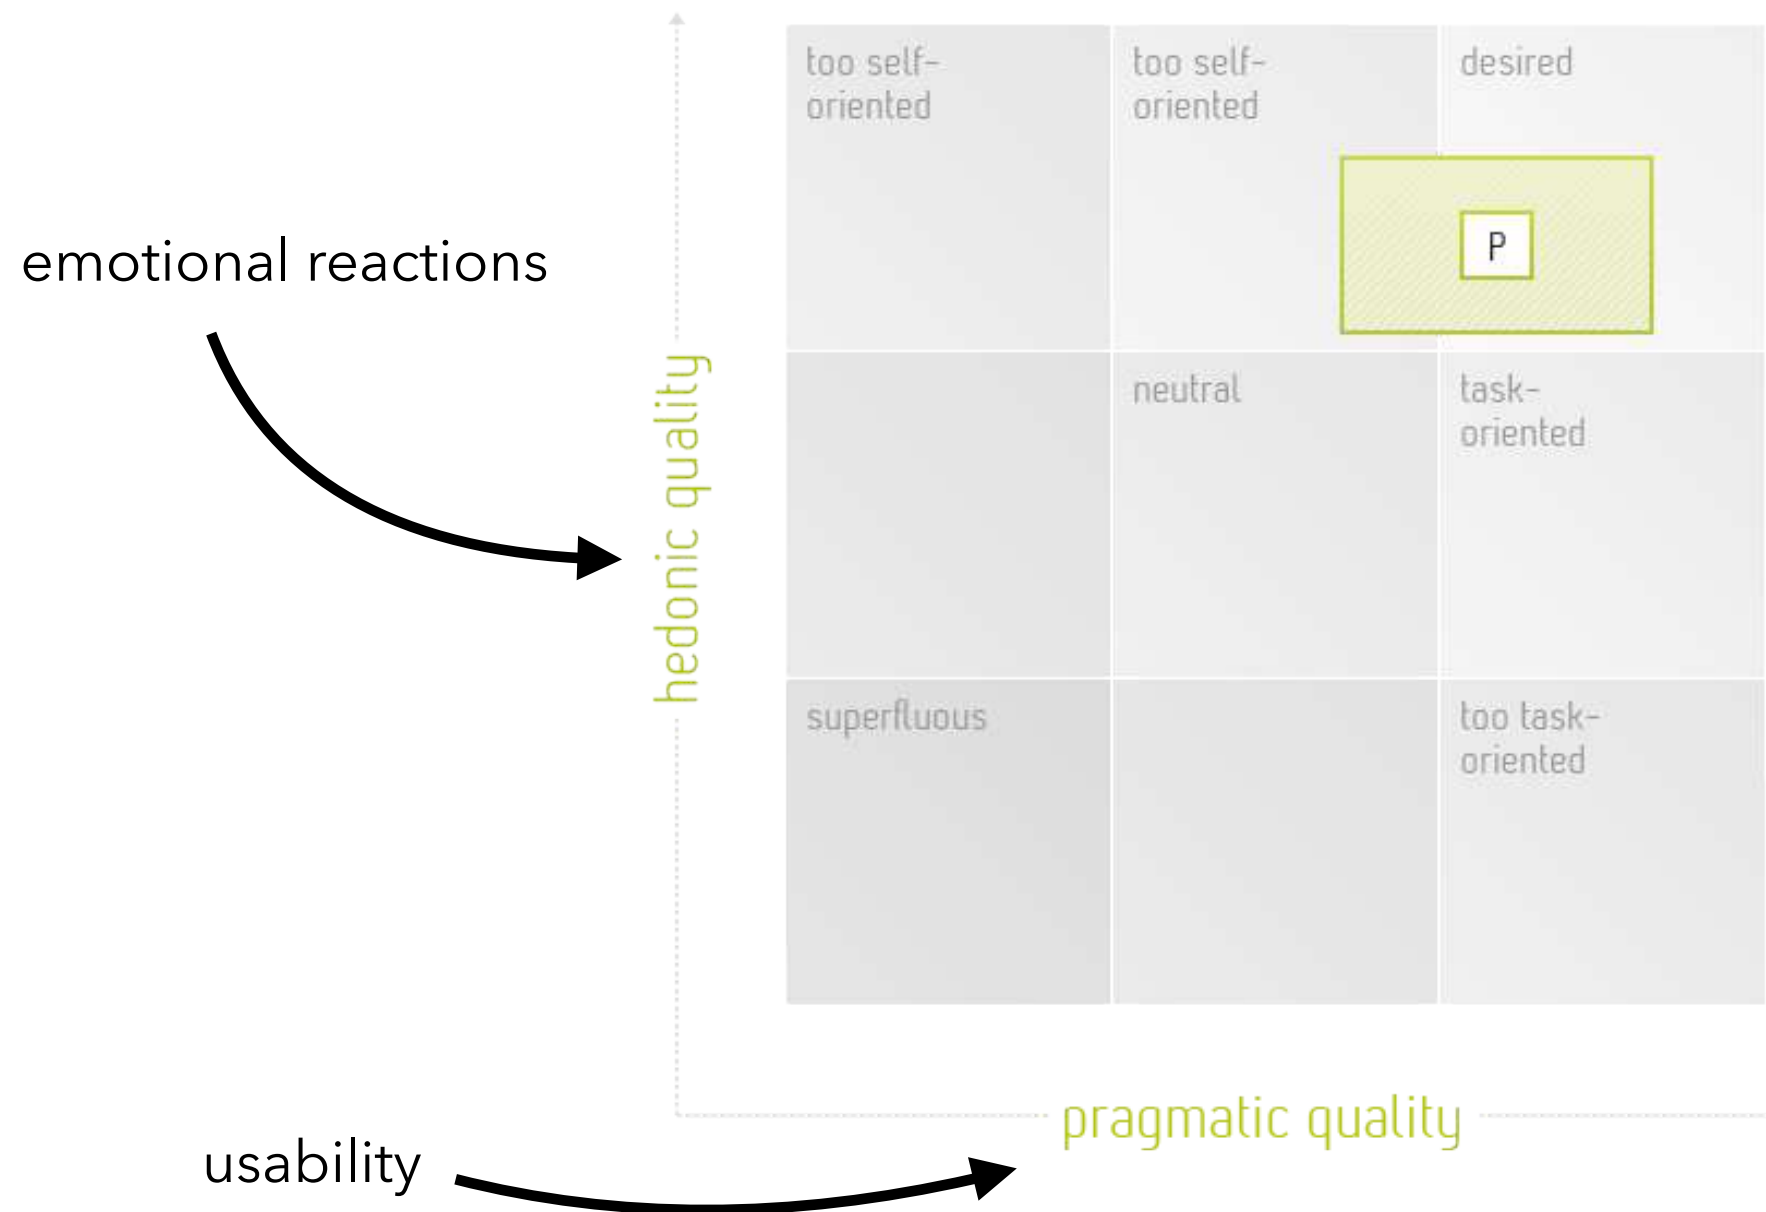 too self-
oriented
too self-
oriented
desired
P
emotional reactions
hedonic quality
neutral
task-
oriented
superfluous
too task-
oriented
pragmatic quality
usability